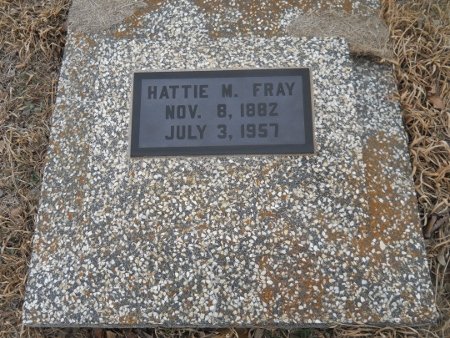 HATTIE M. FRAY
NOV. 8, 1882
JULY 3, 1957